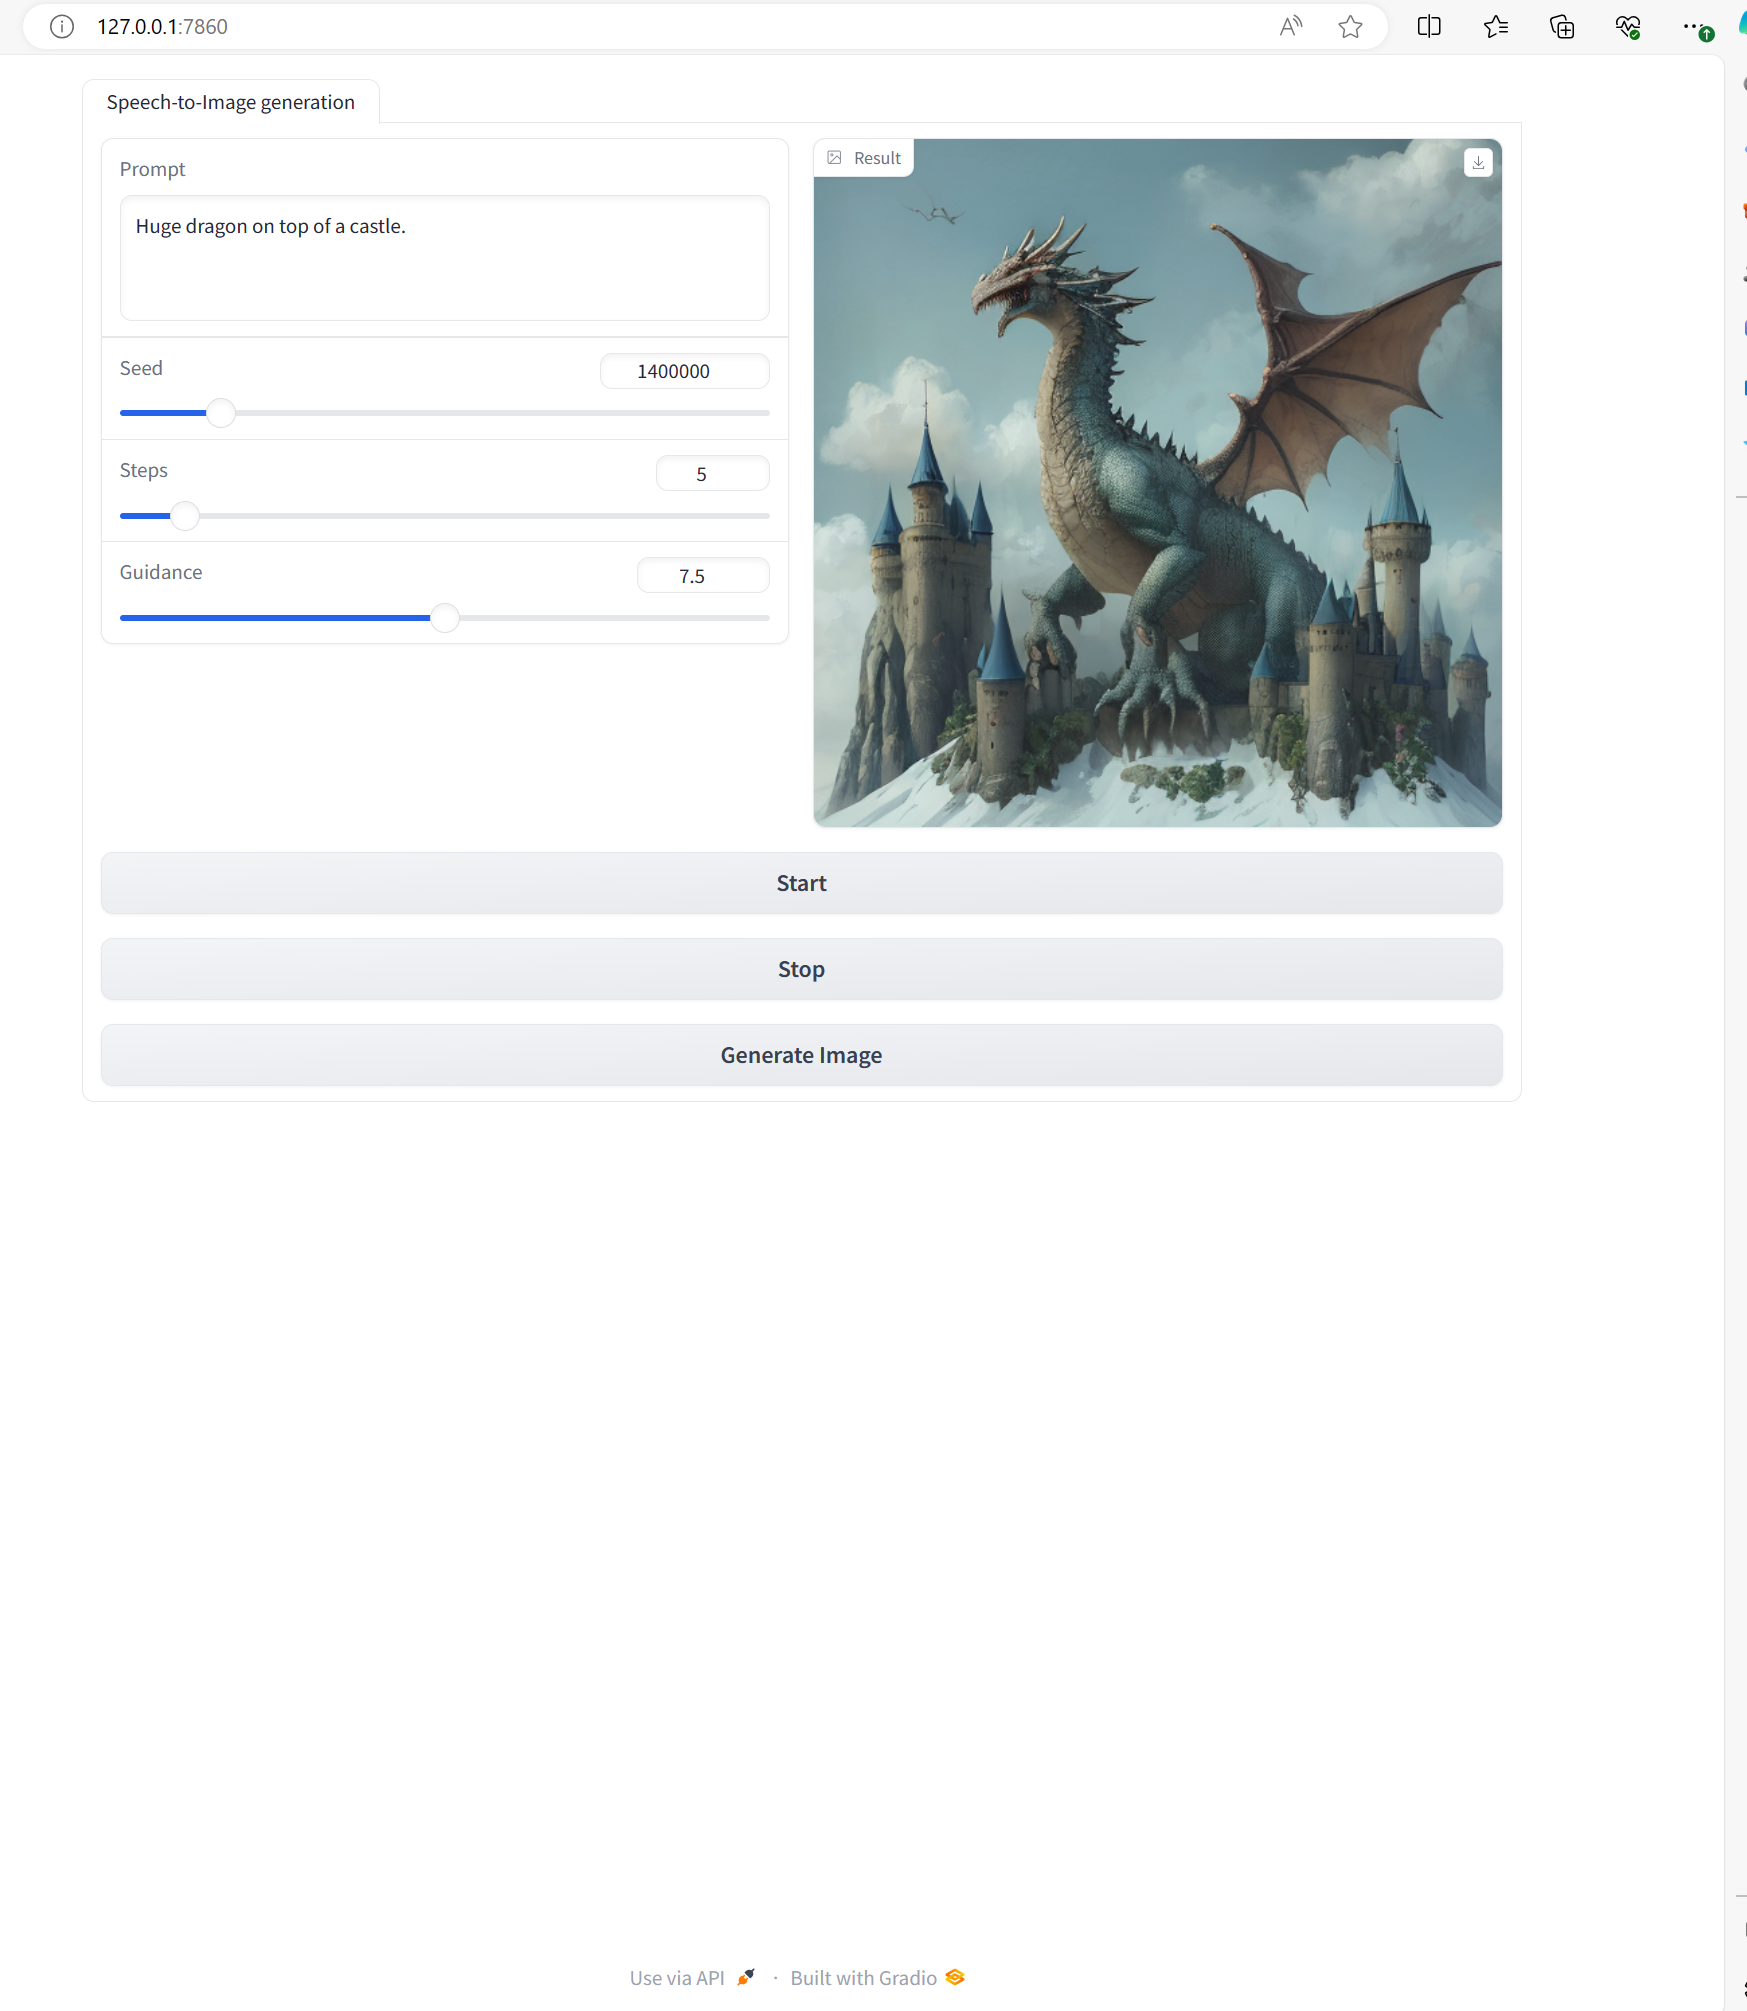 127.0.0.1:7860
Speech-to-Image generation
Prompt
Huge dragon on top of a castle.
Seed
1400000
Steps
5
Guidance
7.5
Result
Start
Stop
Generate Image
Use via API · Built with Gradio